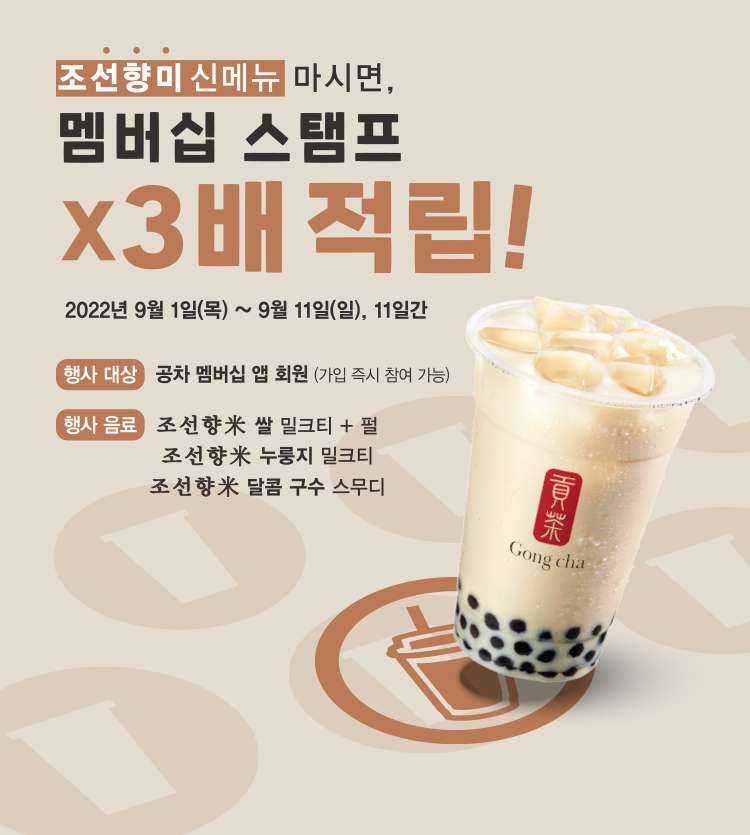 조선향미 신메뉴 마시면,
멤버십 스탬프
x3배 적립!
2022년 9월 1일(목) ~ 9월 11일(일), 11일간
행사 대상 공차 멤버십 앱 회원 (가입 즉시 참여 가능)
행사 음료 조선향米 쌀 밀크티 + 펄
조선향米 누룽지 밀크티
조선향米 달콤 구수 스무디
貢茶
Gong cha